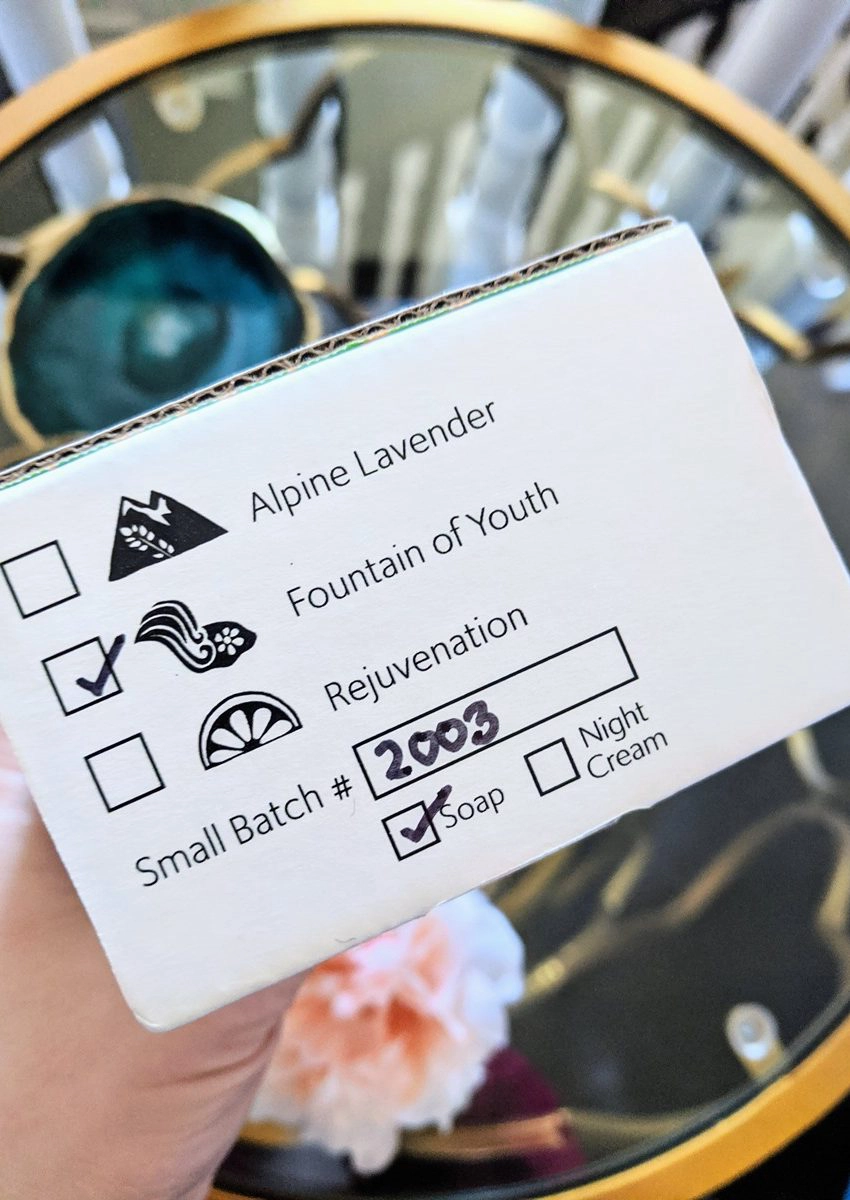 Alpine Lavender
Fountain of Youth
Rejuvenation
Small Batch # 2003
Soap
Night
Cream